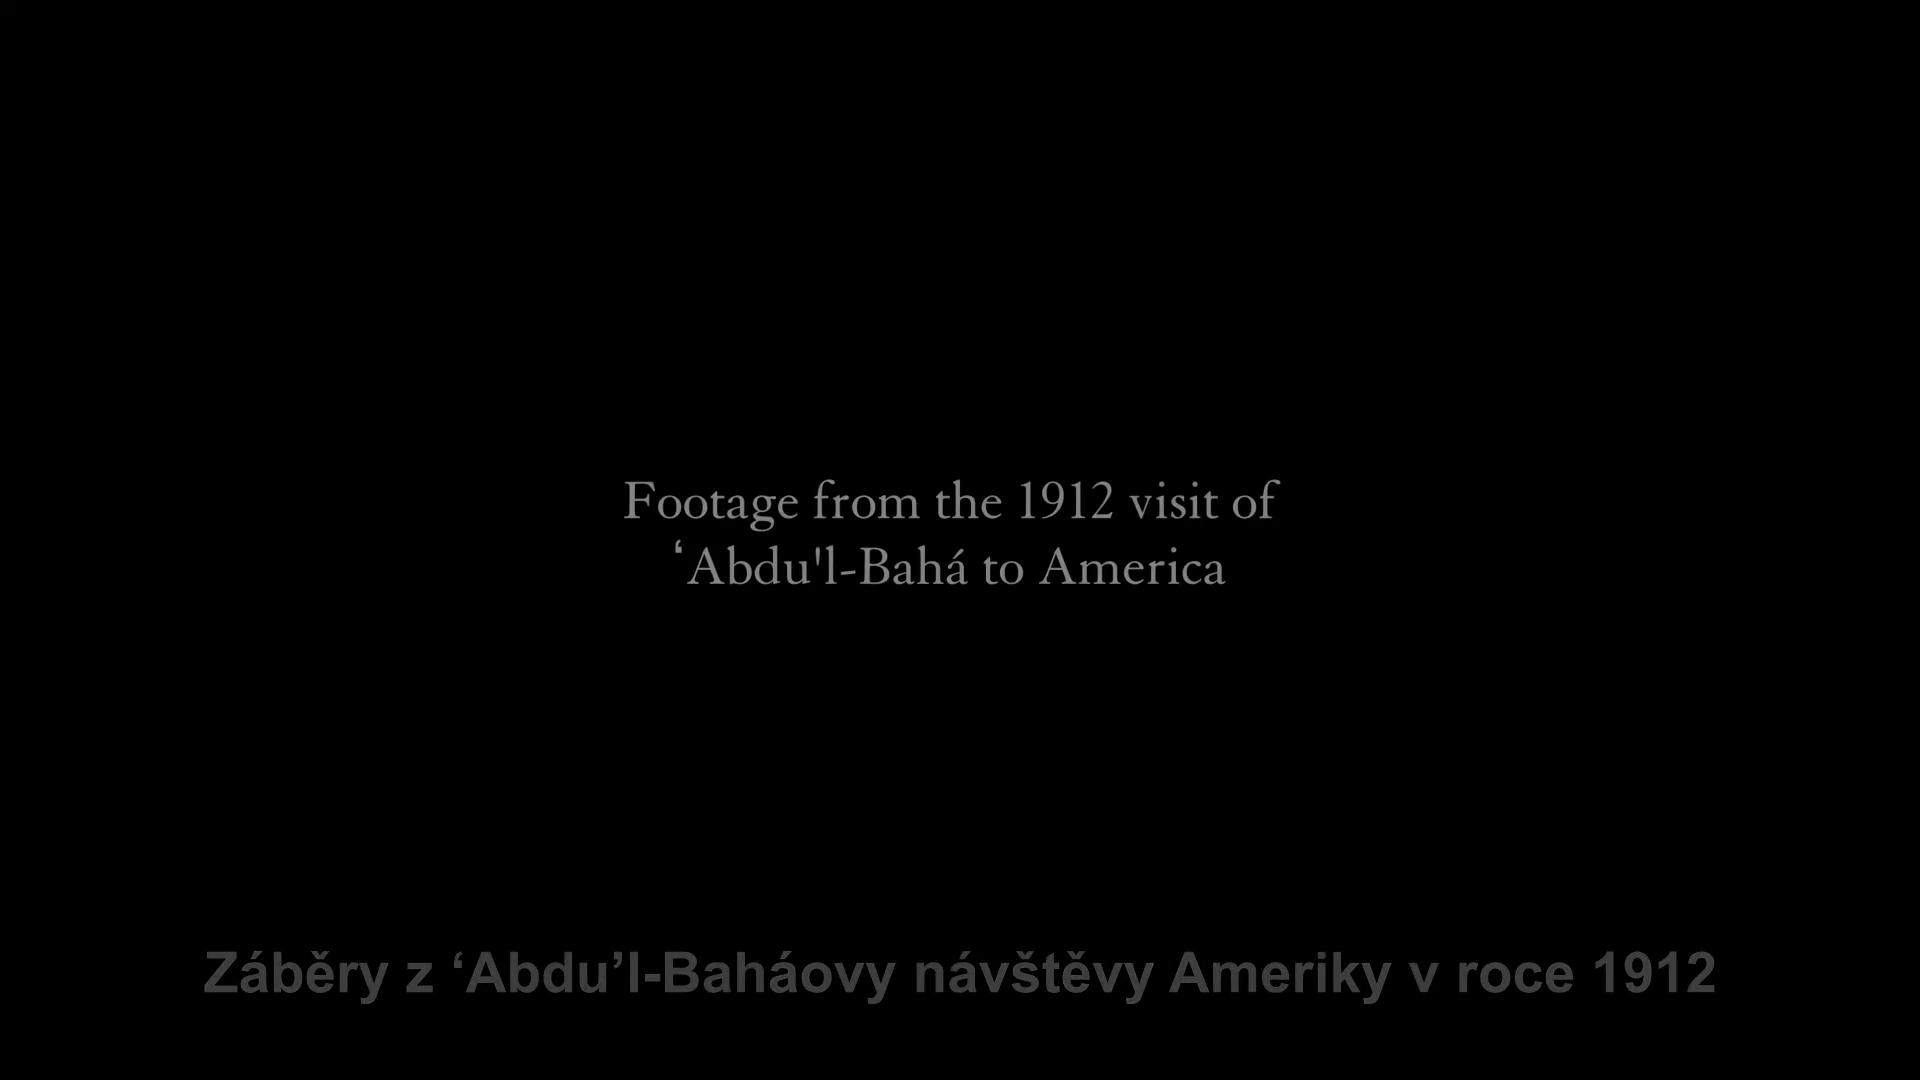 Footage from the 1912 visit of
‘Abdu'l-Bahá to America
Záběry z ‘Abdu’l-Baháovy návštěvy Ameriky v roce 1912